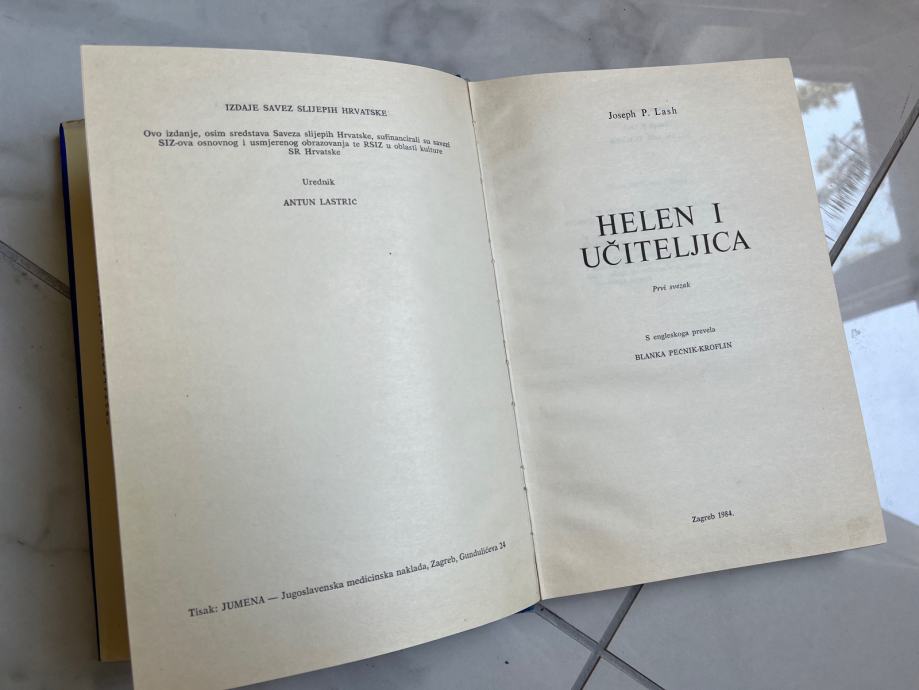 IZDAJE SAVEZ SLIJEPIH HRVATSKE
Ovo izdanje, osim sredstava Saveza slijepih Hrvatske, sufinancirali su savezi
SIZ-ova osnovnog i usmjerenog obrazovanja te RSIZ u oblasti kulture
SR Hrvatske
Urednik
ANTUN LASTRIĆ
Tisak: JUMENA — Jugoslavenska medicinska naklada, Zagreb, Gundulićeva 24
Joseph P. Lash
HELEN I
UČITELJICA
Prvi svezak
S engleskoga prevela
BLANKA PEČNIK-KROFLIN
Zagreb 1984.